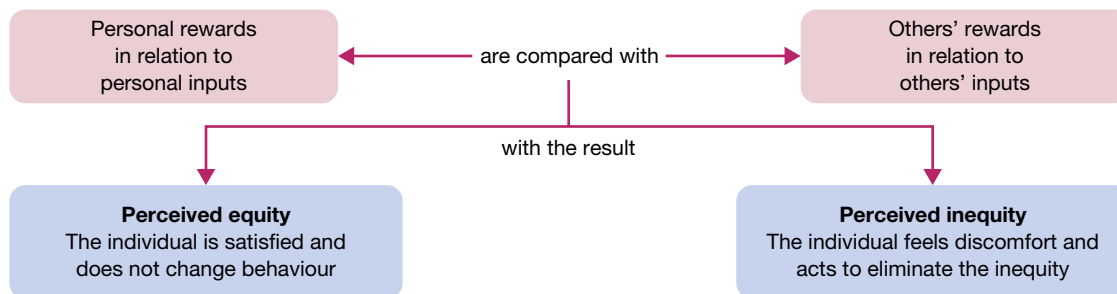 Personal rewards
in relation to
personal inputs
are compared with
Others’ rewards
in relation to
others’ inputs
with the result
Perceived equity
The individual is satisfied and
does not change behaviour
Perceived inequity
The individual feels discomfort and
acts to eliminate the inequity